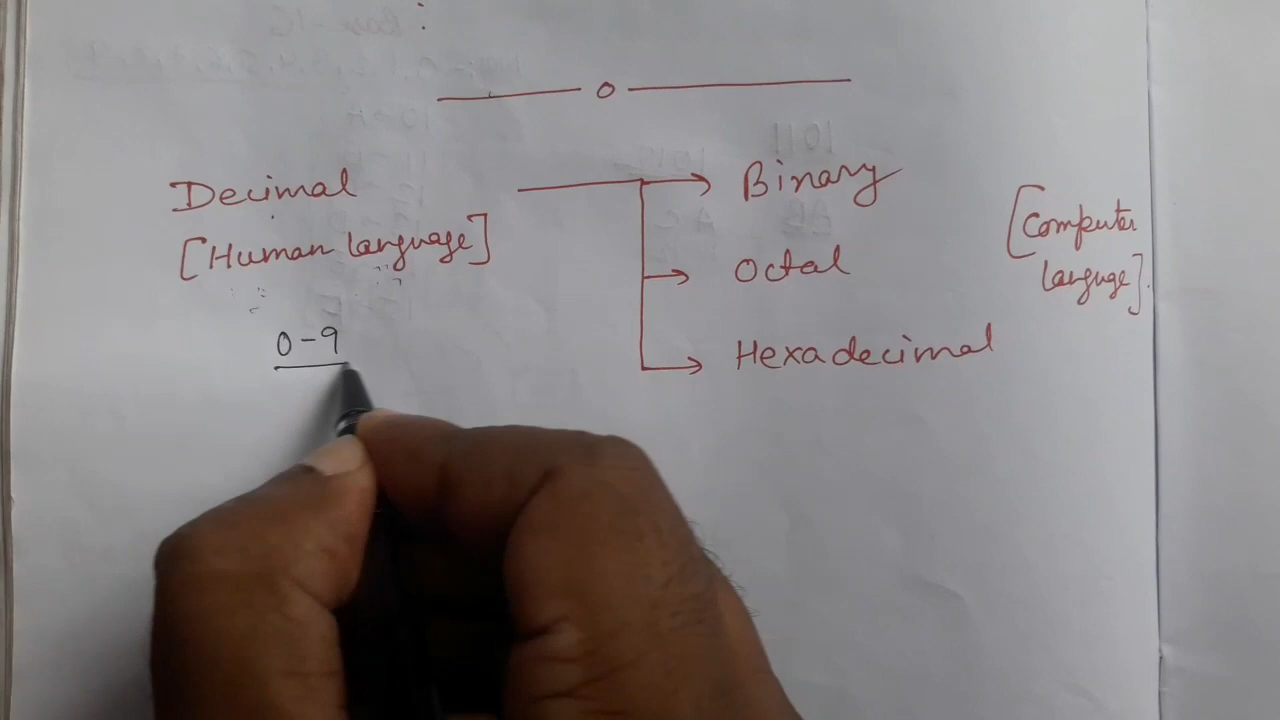 Decimal
[Human language]
0-9
Binary
Octal
Hexadecimal
[Computer
language].